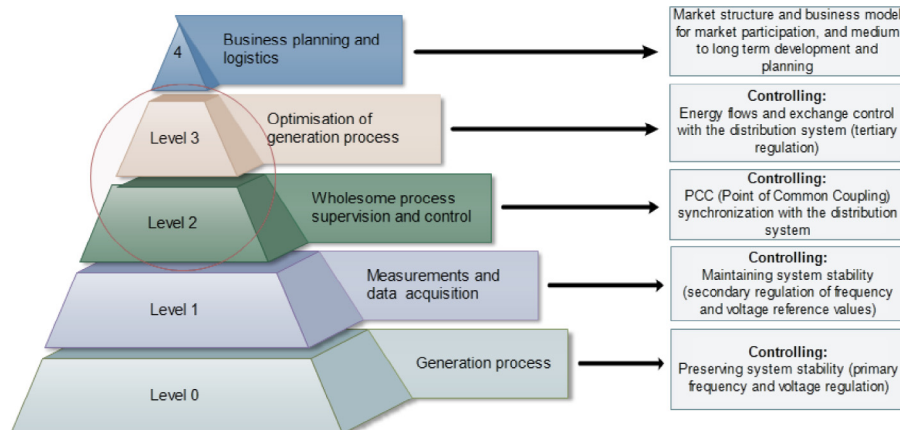 4
Business planning and
logistics
Market structure and business model
for market participation, and medium
to long term development and
planning
Level 3
Optimisation of
generation process
Controlling:
Energy flows and exchange control
with the distribution system (tertiary
regulation)
Level 2
Wholesome process
supervision and control
Controlling:
PCC (Point of Common Coupling)
synchronization with the distribution
system
Level 1
Measurements and
data acquisition
Controlling:
Maintaining system stability
(secondary regulation of frequency
and voltage reference values)
Level 0
Generation process
Controlling:
Preserving system stability (primary
frequency and voltage regulation)